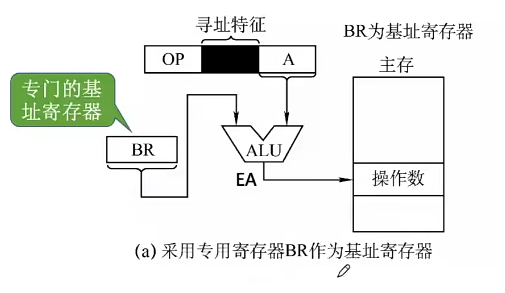 寻址特征
BR为基址寄存器
OP
A
主存
专门的基
址寄存器
BR
ALU
EA
操作数
(a) 采用专用寄存器BR作为基址寄存器